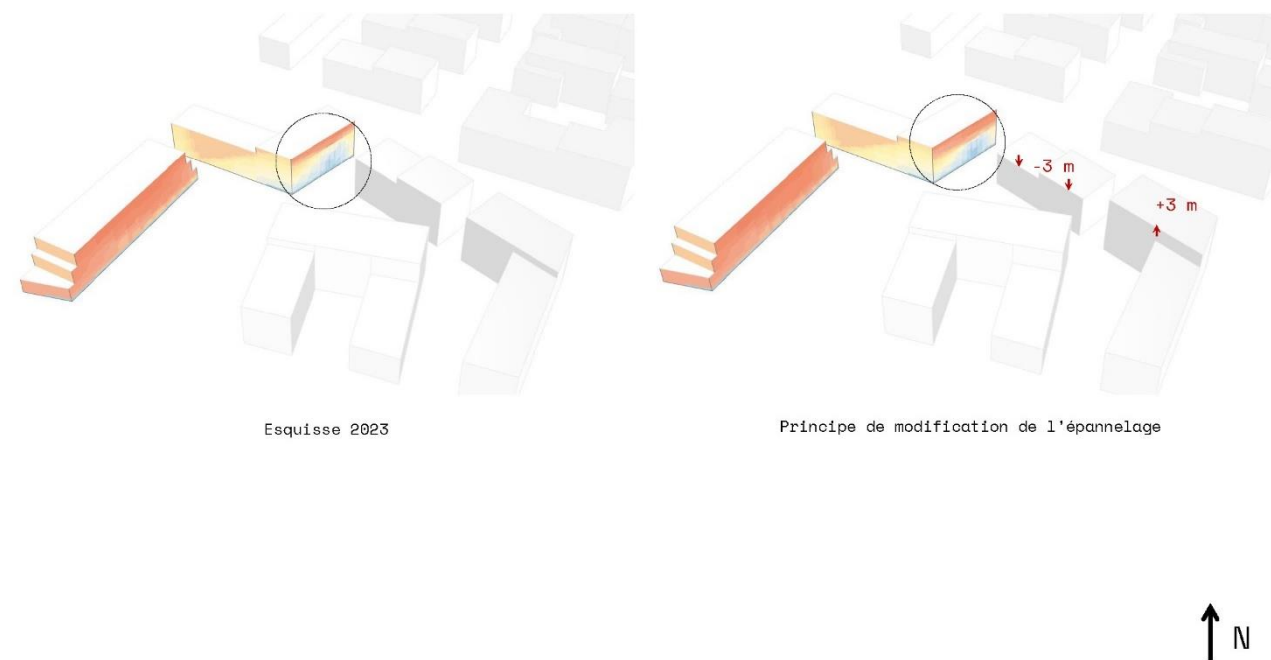 -3 m
+3 m
Esquisse 2023
Principe de modification de l'épannelage
N